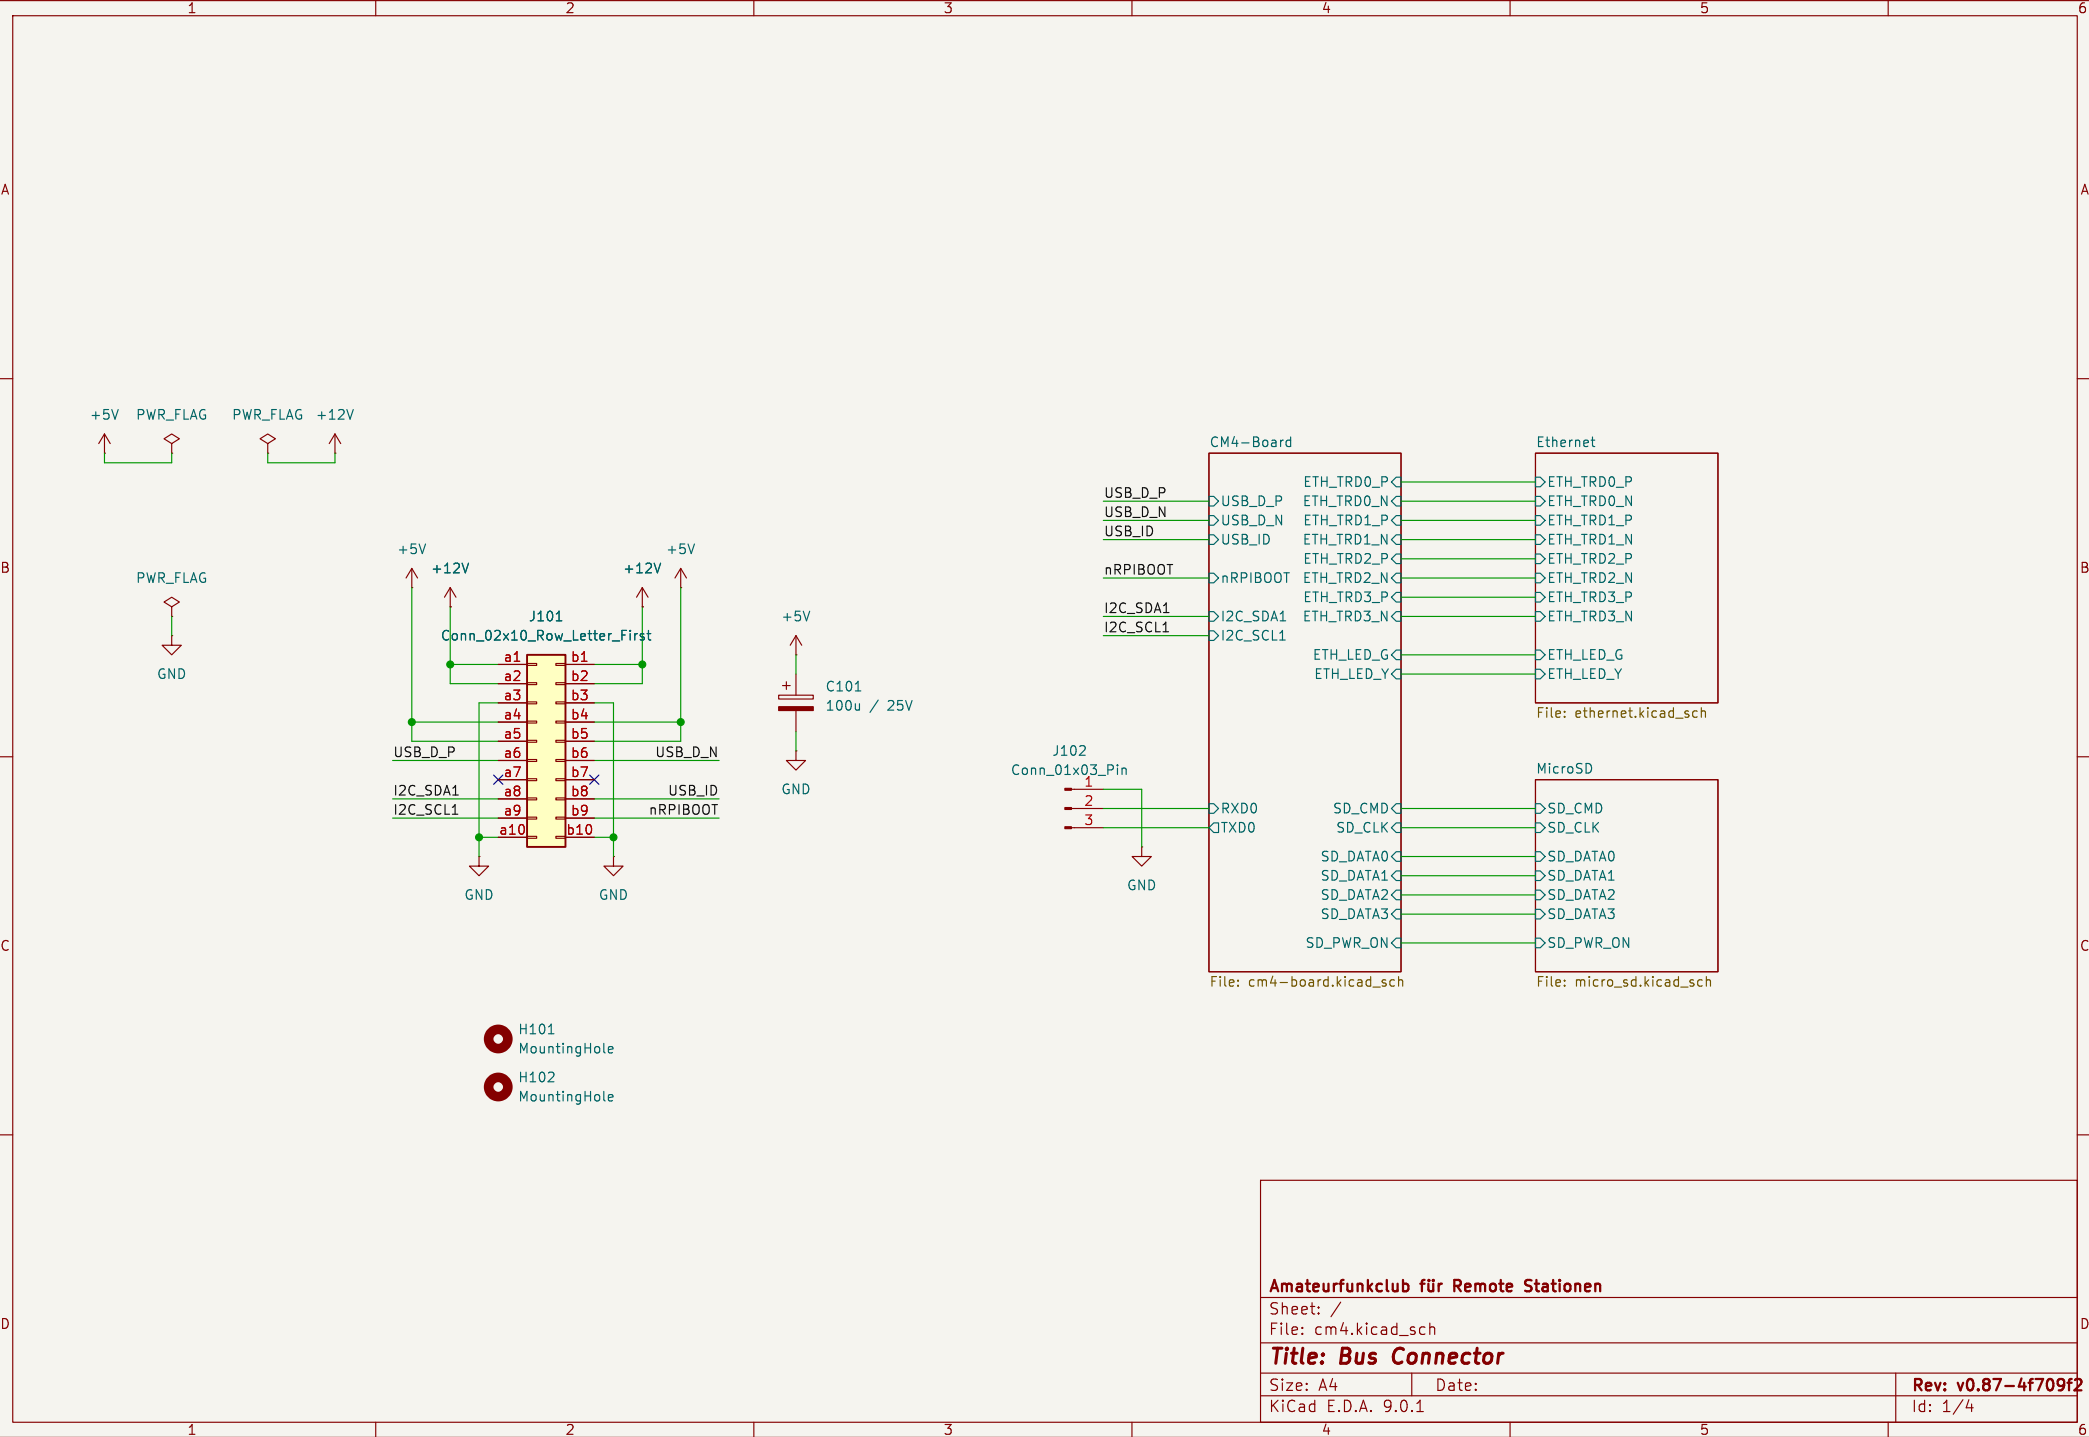 1 2 3 4 5 6
A A
+5V PWR_FLAG PWR_FLAG +12V
B B
PWR_FLAG
GND
+5V +12V +12V +5V
J101
Conn_02x10_Row_Letter_First
a1 b1
a2 b2
a3 b3
a4 b4
a5 b5
USB_D_P a6 b6 USB_D_N
a7 b7
I2C_SDA1 a8 b8 USB_ID
I2C_SCL1 a9 b9 nRPIBOOT
a10 b10
GND GND
+5V
+ C101
100u / 25V
GND
H101
MountingHole
H102
MountingHole
CM4-Board
USB_D_P
USB_D_N
USB_ID
nRPIBOOT
I2C_SDA1
I2C_SCL1
ETH_TRD0_P
USB_D_P ETH_TRD0_N
USB_D_N ETH_TRD1_P
USB_ID ETH_TRD1_N
ETH_TRD2_P
nRPIBOOT ETH_TRD2_N
ETH_TRD3_P
I2C_SDA1 ETH_TRD3_N
I2C_SCL1
ETH_LED_G
ETH_LED_Y
J102
Conn_01x03_Pin
1
2
3
GND
RXD0 SD_CMD
TXD0 SD_CLK
SD_DATA0
SD_DATA1
SD_DATA2
SD_DATA3
SD_PWR_ON
File: cm4-board.kicad_sch
Ethernet
ETH_TRD0_P
ETH_TRD0_N
ETH_TRD1_P
ETH_TRD1_N
ETH_TRD2_P
ETH_TRD2_N
ETH_TRD3_P
ETH_TRD3_N
ETH_LED_G
ETH_LED_Y
File: ethernet.kicad_sch
MicroSD
SD_CMD
SD_CLK
SD_DATA0
SD_DATA1
SD_DATA2
SD_DATA3
SD_PWR_ON
File: micro_sd.kicad_sch
C C
D D
Amateurfunkclub für Remote Stationen
Sheet: /
File: cm4.kicad_sch
Title: Bus Connector
Size: A4 Date: Rev: v0.87-4f709f2
KiCad E.D.A. 9.0.1 Id: 1/4
1 2 3 4 5 6